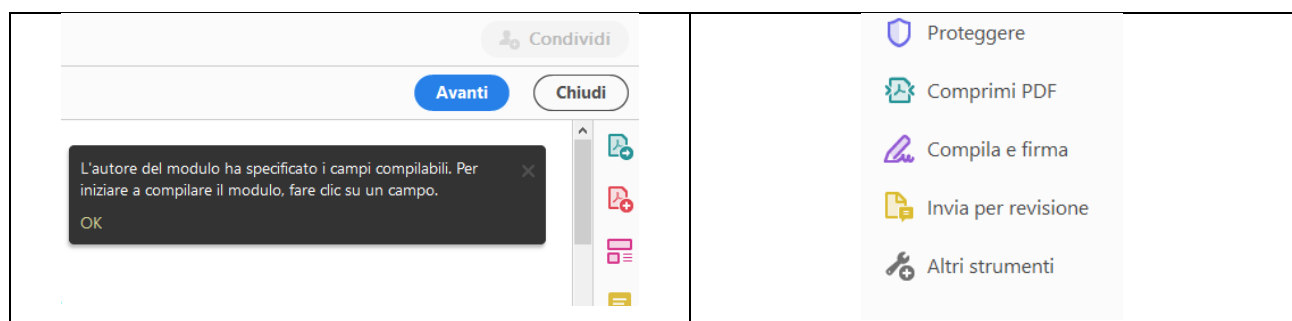 Condividi
Avanti
Chiudi
L'autore del modulo ha specificato i campi compilabili. Per
iniziare a compilare il modulo, fare clic su un campo.
OK
Proteggere
Comprimi PDF
Compila e firma
Invia per revisione
Altri strumenti